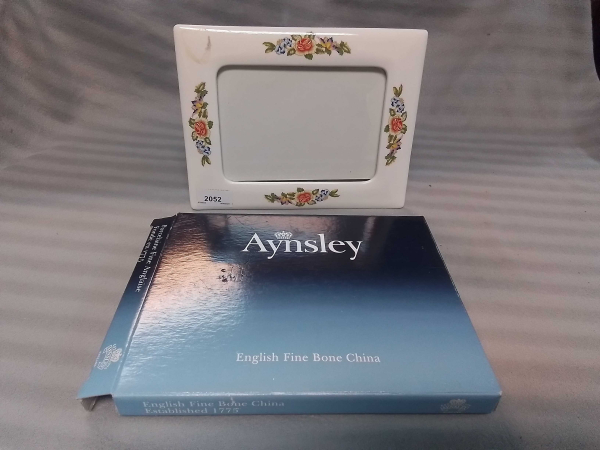 2052
Aynsley
English Fine Bone China
English Fine Bone China
Established 1775